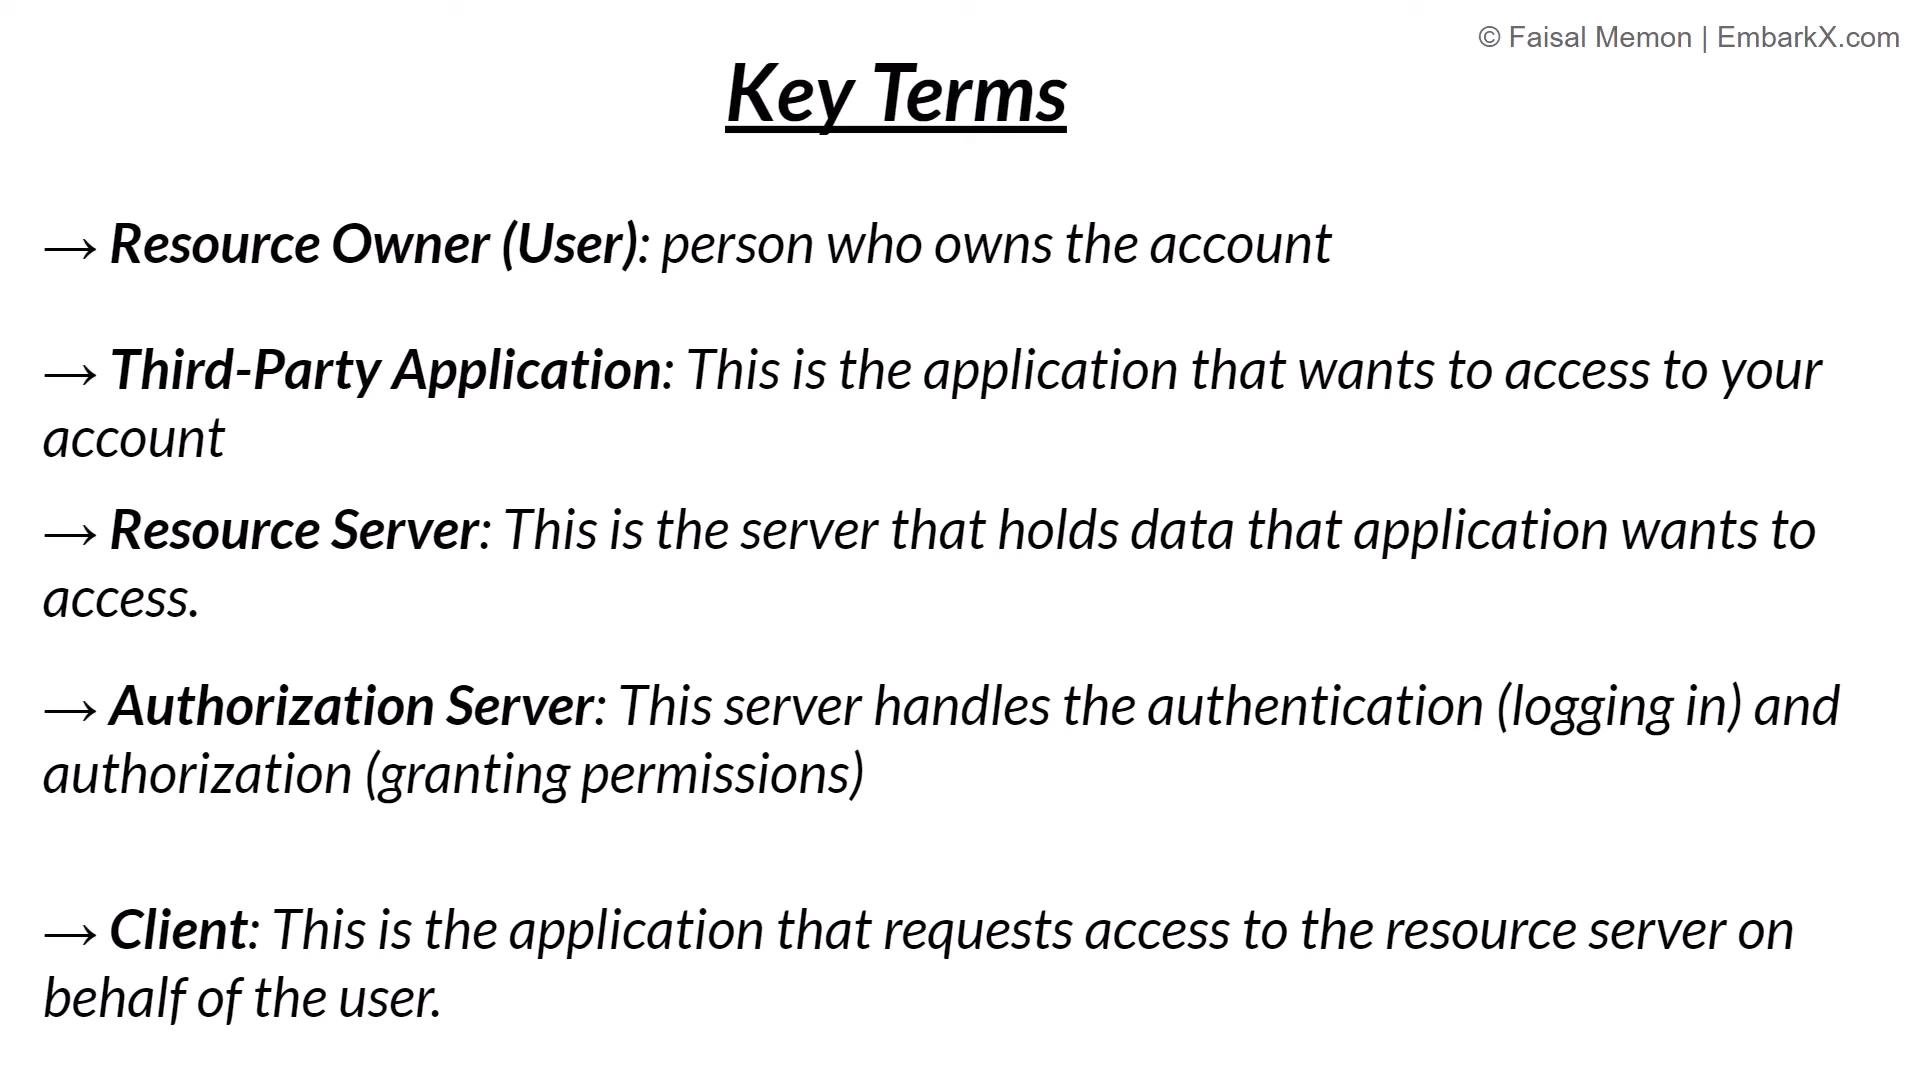 © Faisal Memon | EmbarkX.com
Key Terms
→ Resource Owner (User): person who owns the account
→ Third-Party Application: This is the application that wants to access to your
account
→ Resource Server: This is the server that holds data that application wants to
access.
→ Authorization Server: This server handles the authentication (logging in) and
authorization (granting permissions)
→ Client: This is the application that requests access to the resource server on
behalf of the user.